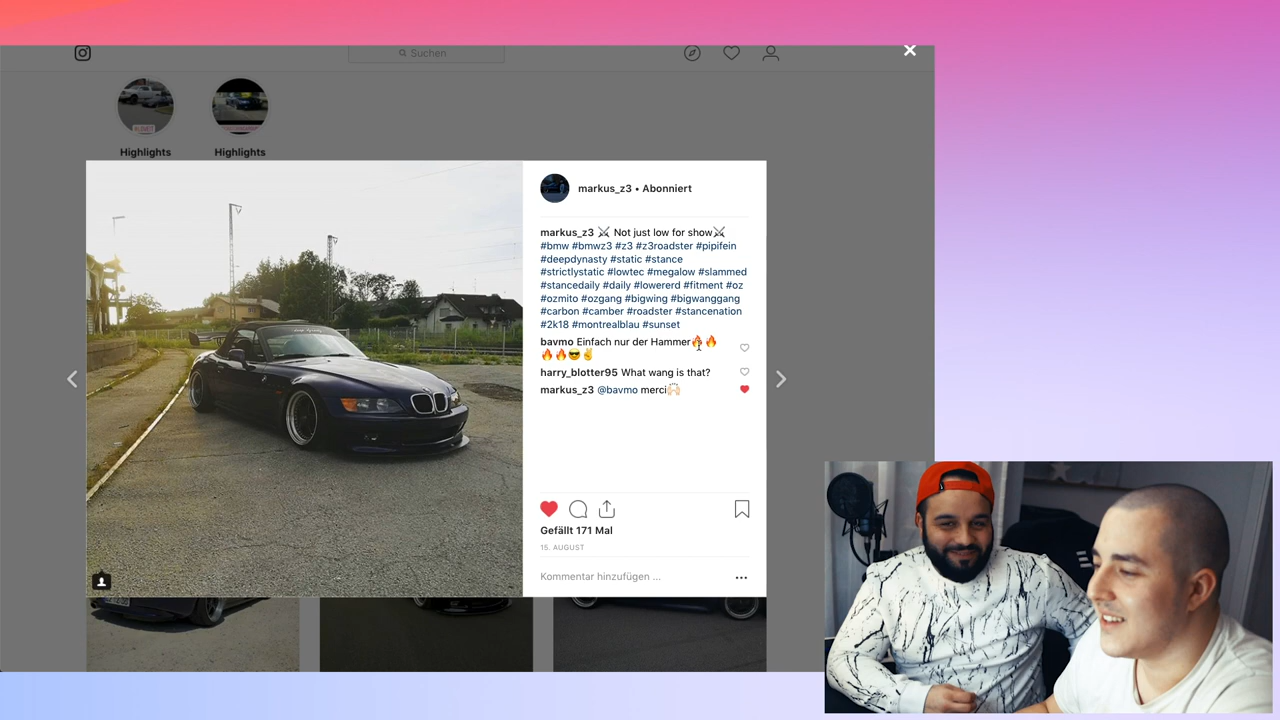 Suchen
Highlights
Highlights
markus_z3 • Abonniert
markus_z3 ⚔ Not just low for show⚔
#bmw #bmwz3 #z3 #z3roadster #pipifein
#deepdynasty #static #stance
#strictlystatic #lowtec #megalow #slammed
#stancedaily #daily #lowererd #fitment #oz
#ozmito #ozgang #bigwing #bigwanggang
#carbon #camber #roadster #stancenation
#2k18 #montrealblau #sunset
bavmo Einfach nur der Hammer🔥🔥
🔥🔥😎✌
harry_blotter95 What wang is that?
markus_z3 @bavmo merci🙌🏻
Gefällt 171 Mal
15. AUGUST
Kommentar hinzufügen ...